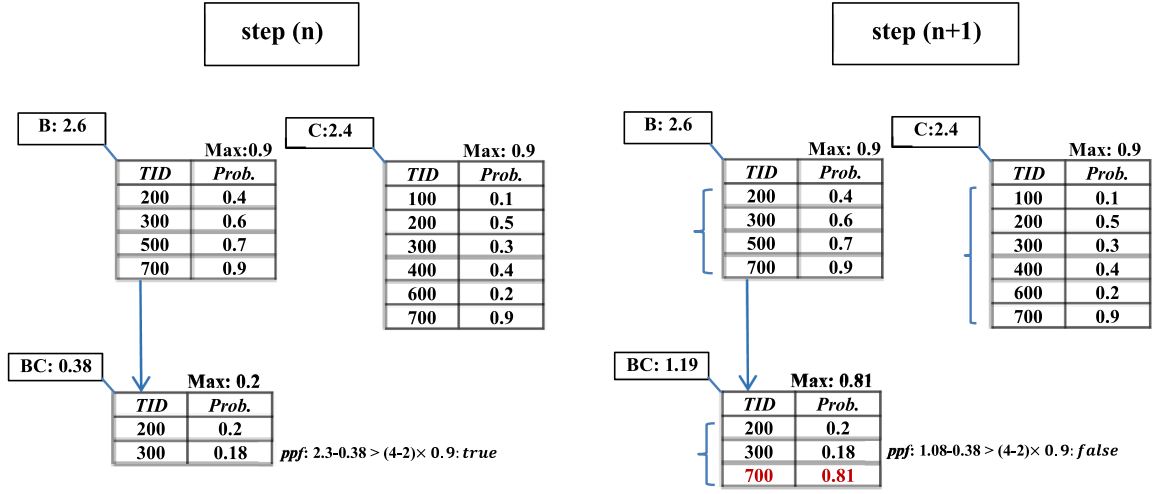 step (n)
B: 2.6
Max:0.9
TID Prob.
200 0.4
300 0.6
500 0.7
700 0.9
C:2.4
Max: 0.9
TID Prob.
100 0.1
200 0.5
300 0.3
400 0.4
600 0.2
700 0.9
BC: 0.38
Max: 0.2
TID Prob.
200 0.2
300 0.18
ppf: 2.3-0.38 > (4-2)× 0.9: true
step (n+1)
B: 2.6
Max: 0.9
TID Prob.
200 0.4
300 0.6
500 0.7
700 0.9
C:2.4
Max: 0.9
TID Prob.
100 0.1
200 0.5
300 0.3
400 0.4
600 0.2
700 0.9
BC: 1.19
Max: 0.81
TID Prob.
200 0.2
300 0.18
700 0.81
ppf: 1.08-0.38 > (4-2)× 0.9: false